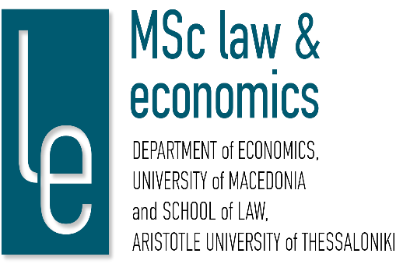 le
MSc law &
economics
DEPARTMENT of ECONOMICS,
UNIVERSITY of MACEDONIA
and SCHOOL of LAW,
ARISTOTLE UNIVERSITY of THESSALONIKI